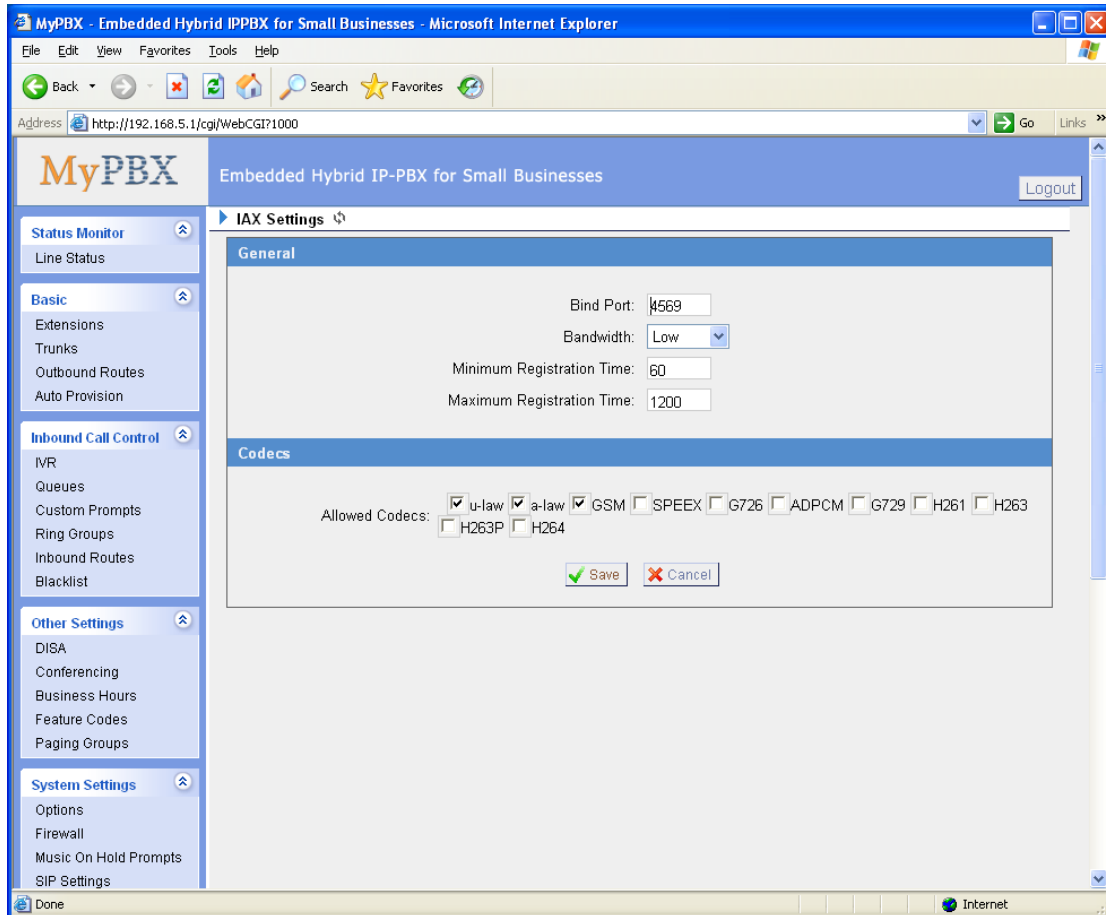 MyPBX - Embedded Hybrid IPPBX for Small Businesses - Microsoft Internet Explorer
File Edit View Favorites Tools Help
Back Search Favorites
Address http://192.168.5.1/cgi/WebCGI?1000 Go Links »
MyPBX
Embedded Hybrid IP-PBX for Small Businesses
Logout
Status Monitor
Line Status
Basic
Extensions
Trunks
Outbound Routes
Auto Provision
Inbound Call Control
IVR
Queues
Custom Prompts
Ring Groups
Inbound Routes
Blacklist
Other Settings
DISA
Conferencing
Business Hours
Feature Codes
Paging Groups
System Settings
Options
Firewall
Music On Hold Prompts
SIP Settings
IAX Settings
General
Bind Port: 4569
Bandwidth: Low
Minimum Registration Time: 60
Maximum Registration Time: 1200
Codecs
Allowed Codecs: u-law a-law GSM SPEEX G726 ADPCM G729 H261 H263
H263P H264
Save Cancel
Done Internet